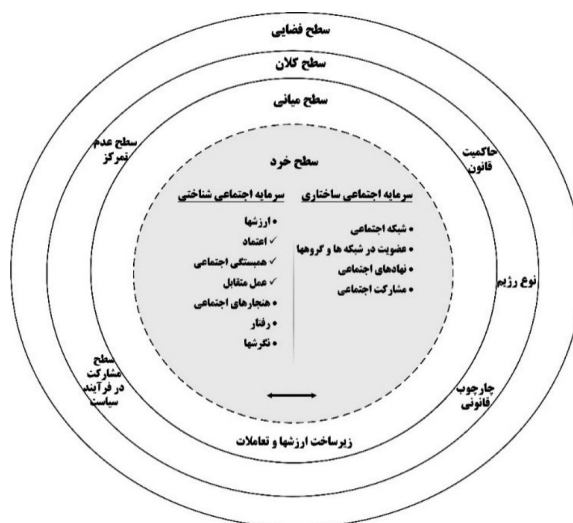 سطح فضایی
سطح کلان
سطح میانی
سطح عدم
تمرکز
حاکمیت
قانون
سطح خرد
سرمایه اجتماعی ساختاری
• شبکه اجتماعی
• عضویت در شبکه ها و گروهها
• نهادهای اجتماعی
• مشارکت اجتماعی
سرمایه اجتماعی شناختی
• ارزشها
✓ اعتماد
✓ همبستگی اجتماعی
✓ عمل متقابل
• هنجارهای اجتماعی
• رفتار
• نگرشها
نوع رژیم
سطح
مشارکت
در فرآیند
سیاست
چارچوب
قانونی
زیرساخت ارزشها و تعاملات